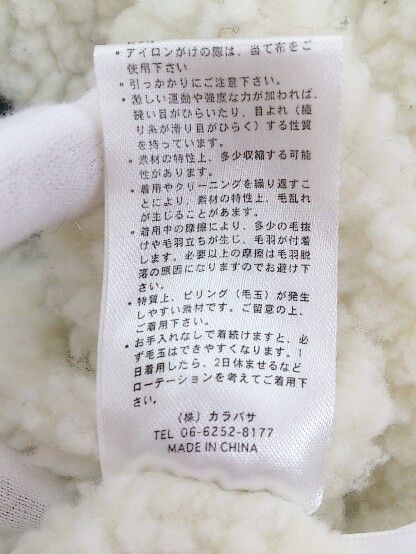 ・アイロンがけの際は、当て布をご
使用下さい
・引っかかりにご注意下さい。
・激しい運動や強度な力が加われば、
縫い目がひらいたり、目よれ（織
り糸が滑り目がひらく）する性質
を持っています。
・素材の特性上、多少収縮する可能
性があります。
・着用やクリーニングを繰り返すこ
とにより、素材の特性上、毛乱れ
が生じることがあます。
・着用中の摩擦により、多少の毛抜
けや毛羽立ちが生じ、毛羽が付着
します。必要以上の摩擦は毛羽脱
落の原因になりますのでお避け下
さい。
・特質上、ピリング（毛玉）が発生
しやすい素材です。ご留意の上、
ご着用下さい。
・お手入れなしで着続けますと、必
ず毛玉はできやすくなります。1
日着用したら、2日休ませるなど
ローテーションを考えてご着用下
さい。
（株）カラバサ
TEL 06-6252-8177
MADE IN CHINA